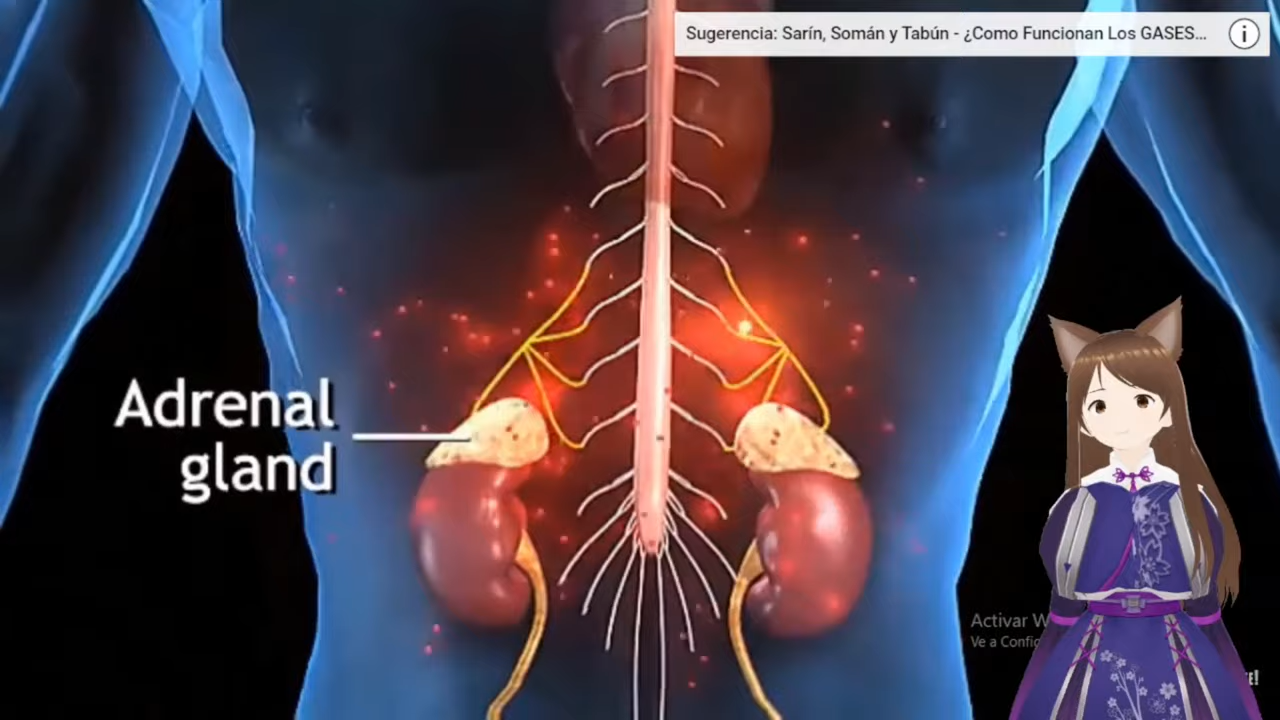 Sugerencia: Sarín, Somán y Tabún - ¿Como Funcionan Los GASES...
Adrenal
gland
Activar W
Ve a Config